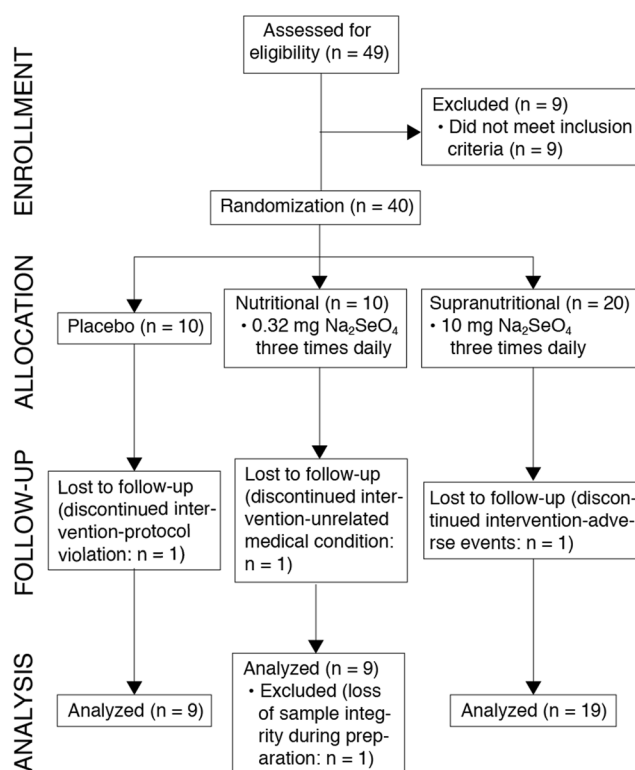 ENROLLMENT
Assessed for
eligibility (n = 49)
Excluded (n = 9)
• Did not meet inclusion
criteria (n = 9)
Randomization (n = 40)
ALLOCATION
Placebo (n = 10)
Nutritional (n = 10)
• 0.32 mg Na₂SeO₄
three times daily
Supranutritional (n = 20)
• 10 mg Na₂SeO₄
three times daily
FOLLOW-UP
Lost to follow-up
(discontinued inter-
vention-protocol
violation: n = 1)
Lost to follow-up
(discontinued inter-
vention-unrelated
medical condition:
n = 1)
Lost to follow-up (discon-
tinued intervention-adve-
rse events: n = 1)
ANALYSIS
Analyzed (n = 9)
Analyzed (n = 9)
• Excluded (loss
of sample integ-
rity during prep-
aration: n = 1)
Analyzed (n = 19)